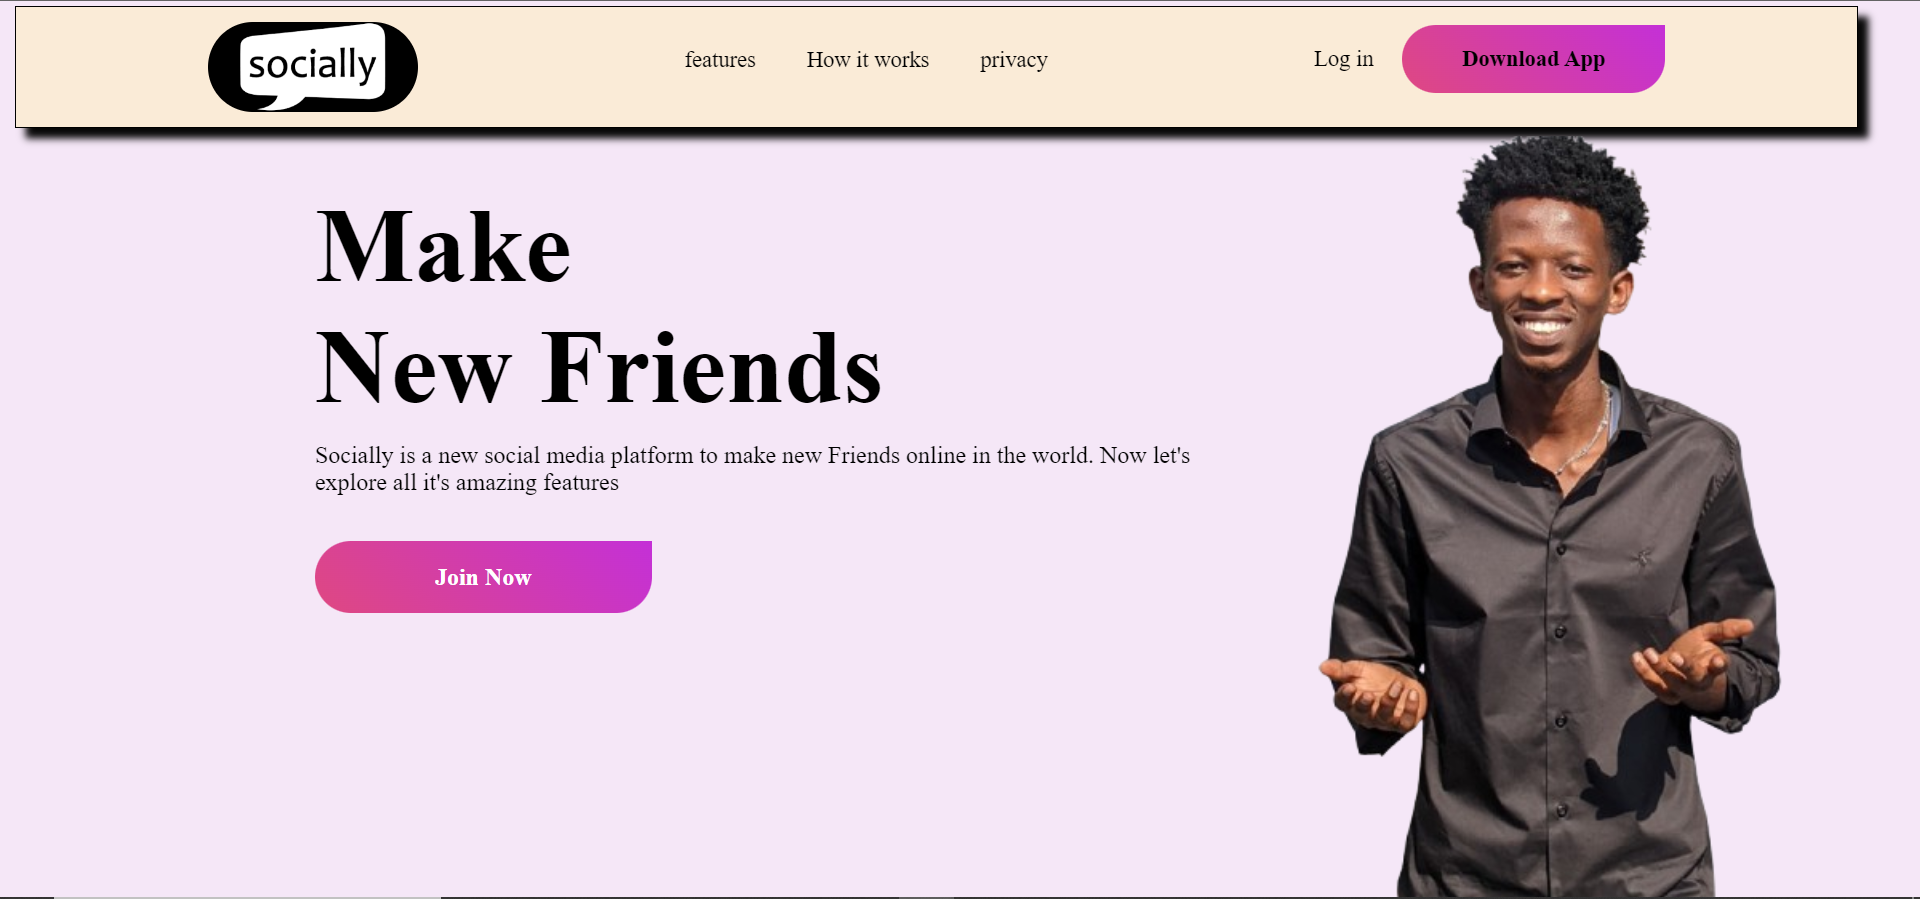 socially
features How it works privacy
Log in Download App
Make
New Friends
Socially is a new social media platform to make new Friends online in the world. Now let's
explore all it's amazing features
Join Now